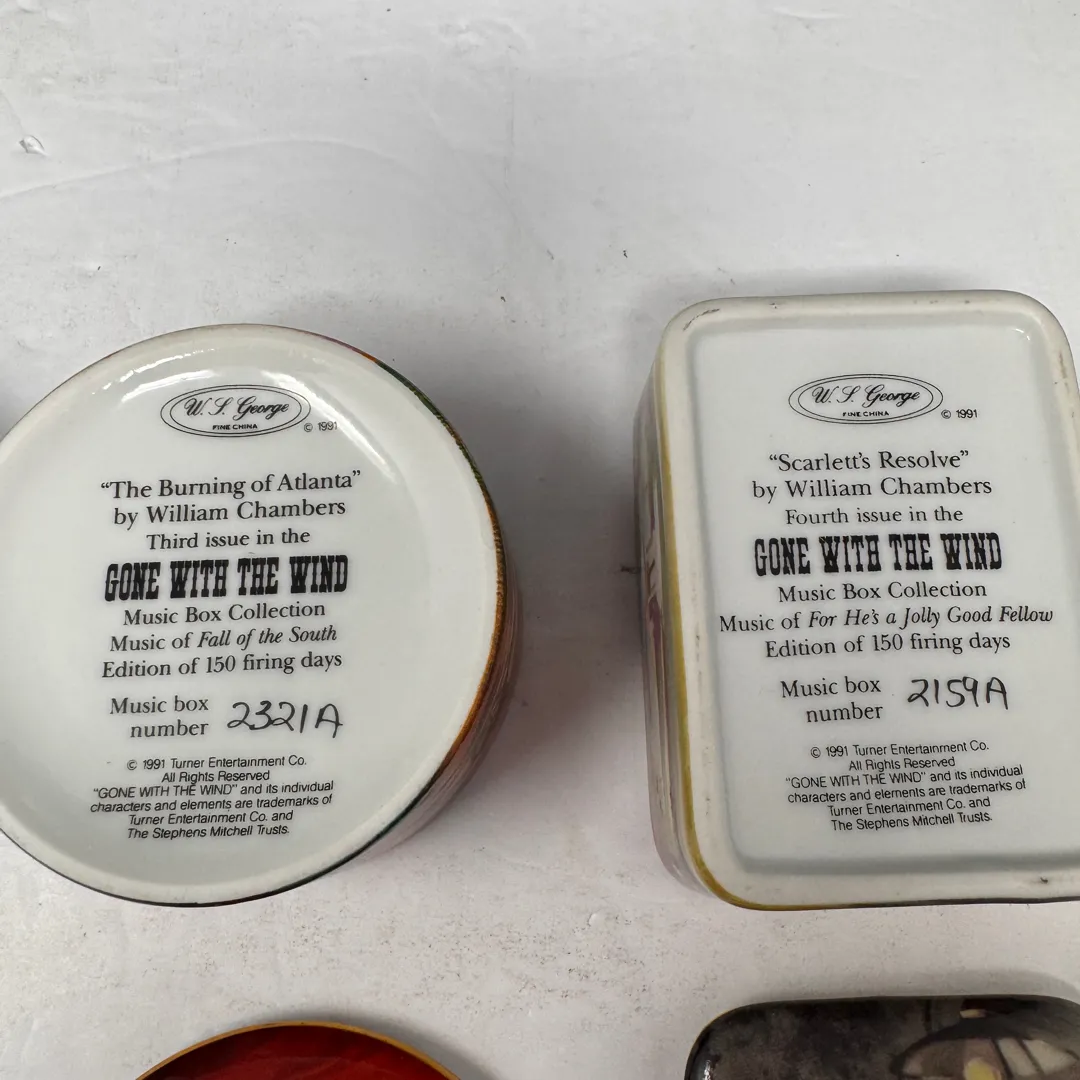 W. S. George
FINE CHINA
© 1991
“The Burning of Atlanta”
by William Chambers
Third issue in the
GONE WITH THE WIND
Music Box Collection
Music of Fall of the South
Edition of 150 firing days
Music box
number 2321A
© 1991 Turner Entertainment Co.
All Rights Reserved
"GONE WITH THE WIND" and its individual
characters and elements are trademarks of
Turner Entertainment Co. and
The Stephens Mitchell Trusts.
W. S. George
FINE CHINA
© 1991
“Scarlett's Resolve”
by William Chambers
Fourth issue in the
GONE WITH THE WIND
Music Box Collection
Music of For He's a Jolly Good Fellow
Edition of 150 firing days
Music box
number 2159A
© 1991 Turner Entertainment Co.
All Rights Reserved
"GONE WITH THE WIND" and its individual
characters and elements are trademarks of
Turner Entertainment Co. and
The Stephens Mitchell Trusts.